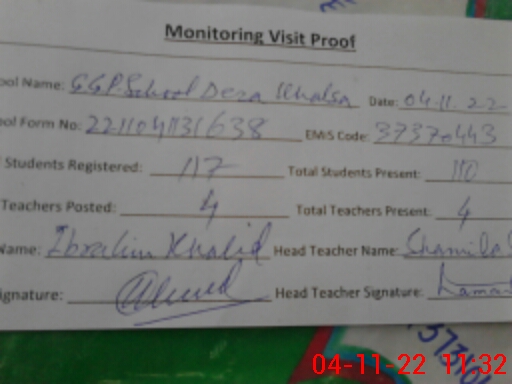 Monitoring Visit Proof
ool Name: G.G.P. School Dera Khalsa Date: 04.11.22
ool Form No: 221104131638 EMIS Code: 37370443
Students Registered: 117 Total Students Present: 110
Teachers Posted: 4 Total Teachers Present: 4
Name: Ibrahim Khalid Head Teacher Name: Shamila
ignature: Head Teacher Signature:
04-11-22 11:32